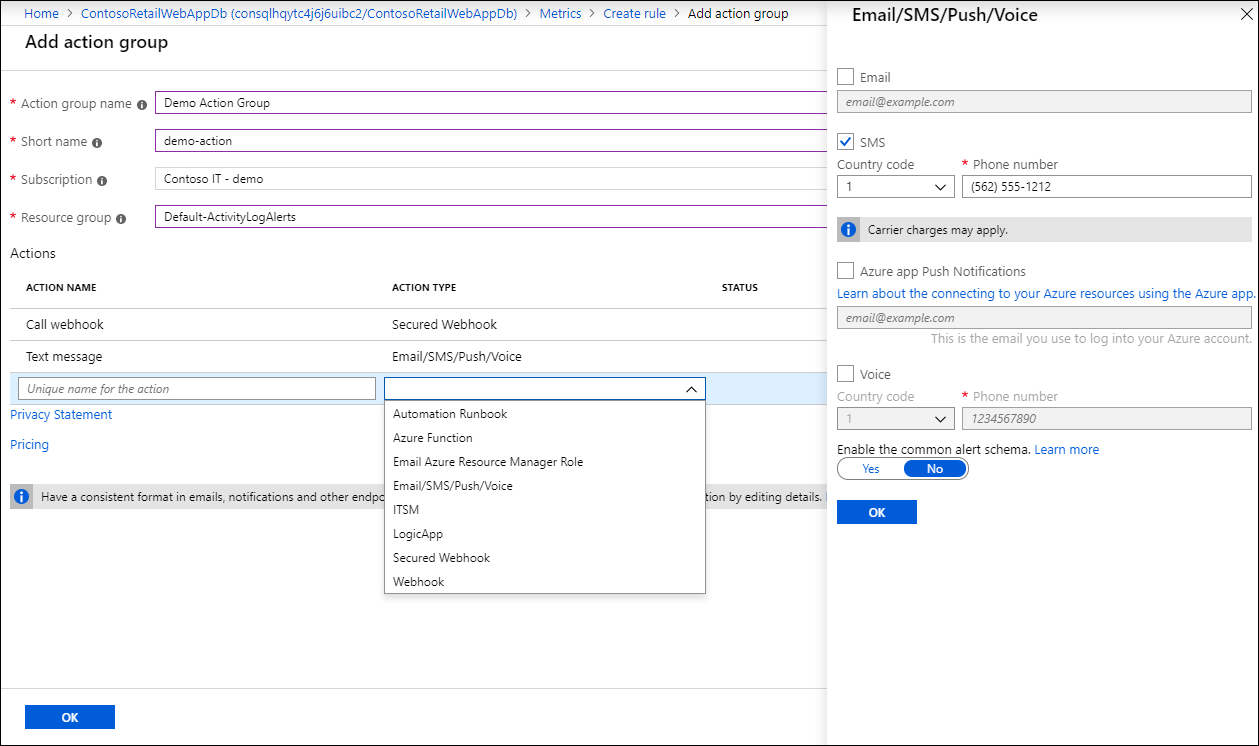 Home > ContosoRetailWebAppDb (consqlhqytc4j6j6uibc2/ContosoRetailWebAppDb) > Metrics > Create rule > Add action group
Add action group
* Action group name
Demo Action Group
* Short name
demo-action
* Subscription
Contoso IT - demo
* Resource group
Default-ActivityLogAlerts
Actions
ACTION NAME ACTION TYPE STATUS
Call webhook Secured Webhook
Text message Email/SMS/Push/Voice
Unique name for the action
Automation Runbook
Azure Function
Email Azure Resource Manager Role
Email/SMS/Push/Voice
ITSM
LogicApp
Secured Webhook
Webhook
Privacy Statement
Pricing
Have a consistent format in emails, notifications and other endpo tion by editing details.
OK
Email/SMS/Push/Voice
Email
email@example.com
SMS
Country code * Phone number
1 (562) 555-1212
Carrier charges may apply.
Azure app Push Notifications
Learn about the connecting to your Azure resources using the Azure app.
email@example.com
This is the email you use to log into your Azure account.
Voice
Country code * Phone number
1 1234567890
Enable the common alert schema. Learn more
Yes No
OK